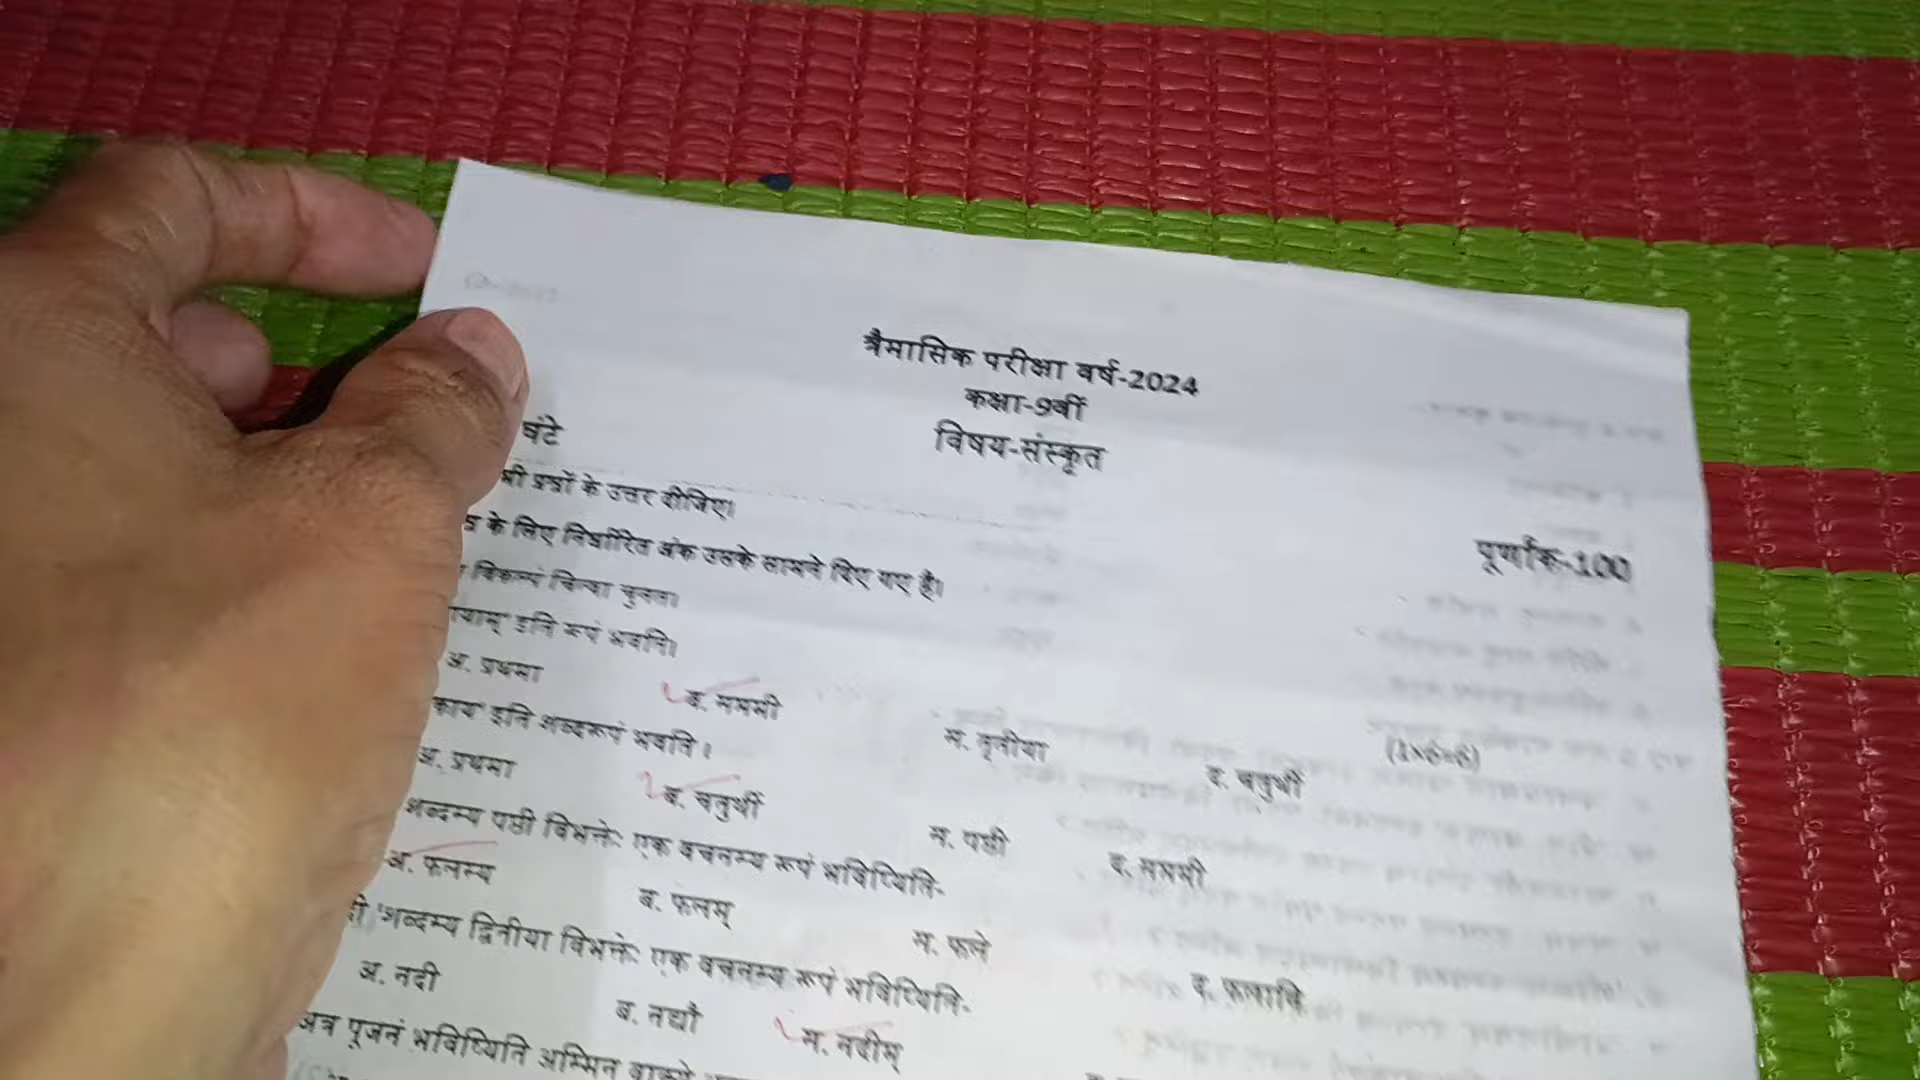 त्रैमासिक परीक्षा वर्ष-2024
कक्षा-9वीं
घंटे
विषय-संस्कृत
भी प्रश्नों के उत्तर दीजिए।
पूर्णांक-100
के लिए निर्धारित अंक उसके सामने दिए गए है।
विकल्पं चित्वा चुनत।
(1x6=6)
याम्' इति रूपं भवति।
अ. प्रथमा ब. सप्तमी स. तृतीया द. चतुर्थी
काय' इति शब्दरूपं भवति।
अ. प्रथमा ब. चतुर्थी स. षष्ठी द. सप्तमी
शब्दस्य षष्ठी विभक्तेः एक वचनस्य रूपं भविष्यिति-
अ. फलस्य ब. फलम् स. फले द. फलानि
दी 'शब्दस्य द्वितीया विभक्तेः एक वचनस्य रूपं भविष्यिति-
अ. नदी ब. नद्यौ स. नदीम्
अत्र पूजनं भविष्यिति अस्मिन वाक्ये